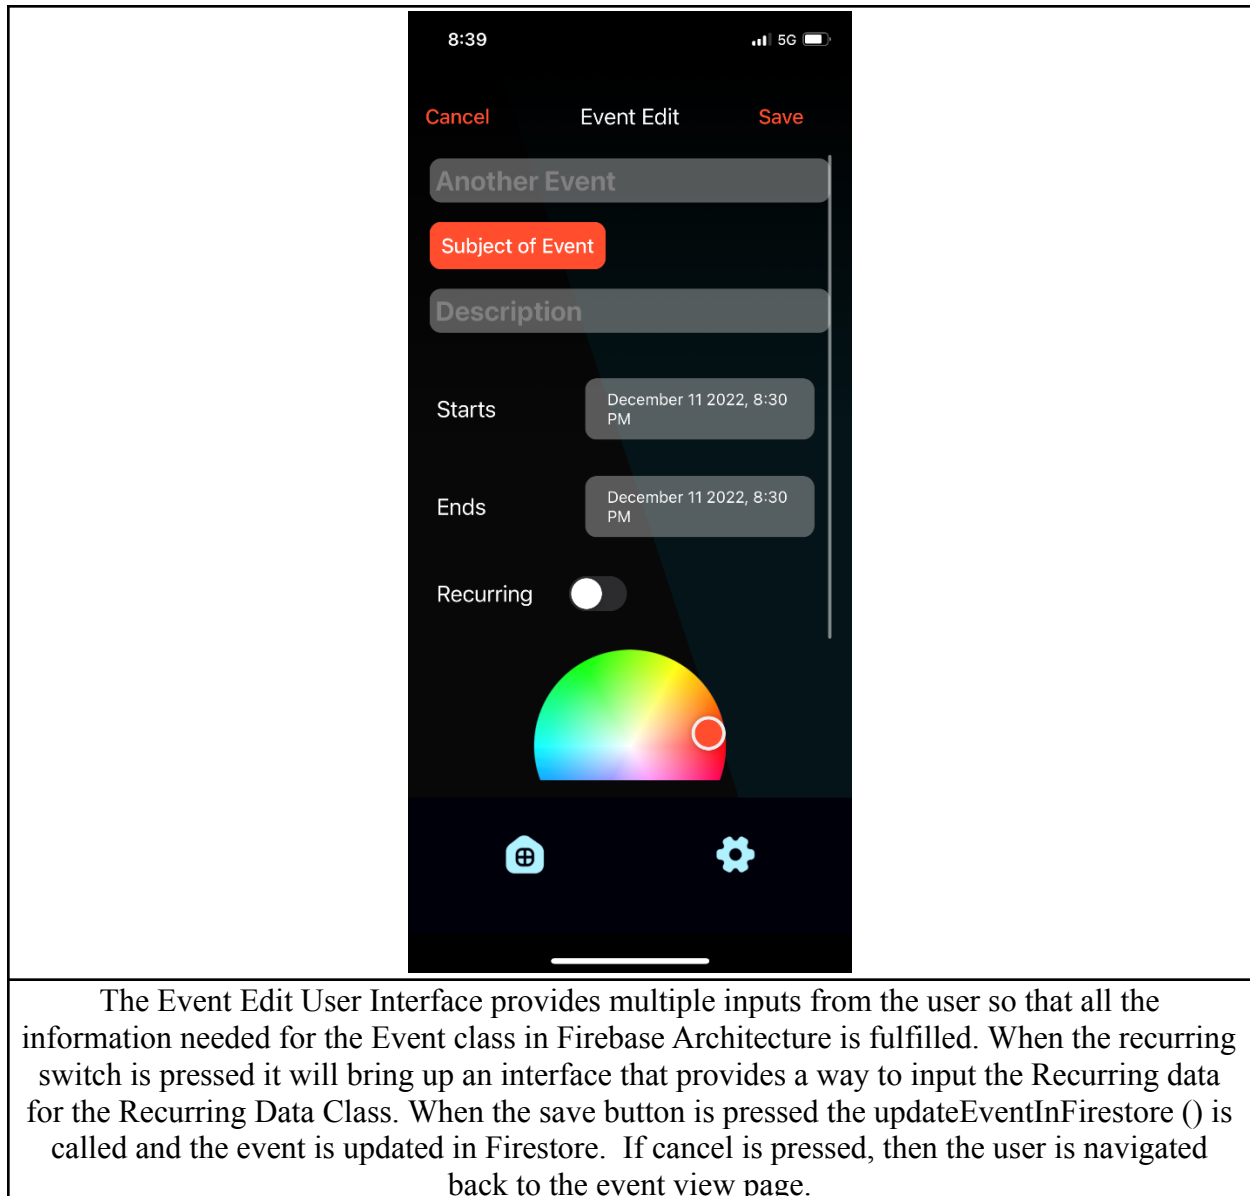 8:39 5G
Cancel Event Edit Save
Another Event
Subject of Event
Description
Starts
December 11 2022, 8:30
PM
Ends
December 11 2022, 8:30
PM
Recurring
The Event Edit User Interface provides multiple inputs from the user so that all the
information needed for the Event class in Firebase Architecture is fulfilled. When the recurring
switch is pressed it will bring up an interface that provides a way to input the Recurring data
for the Recurring Data Class. When the save button is pressed the updateEventInFirestore () is
called and the event is updated in Firestore.  If cancel is pressed, then the user is navigated
back to the event view page.